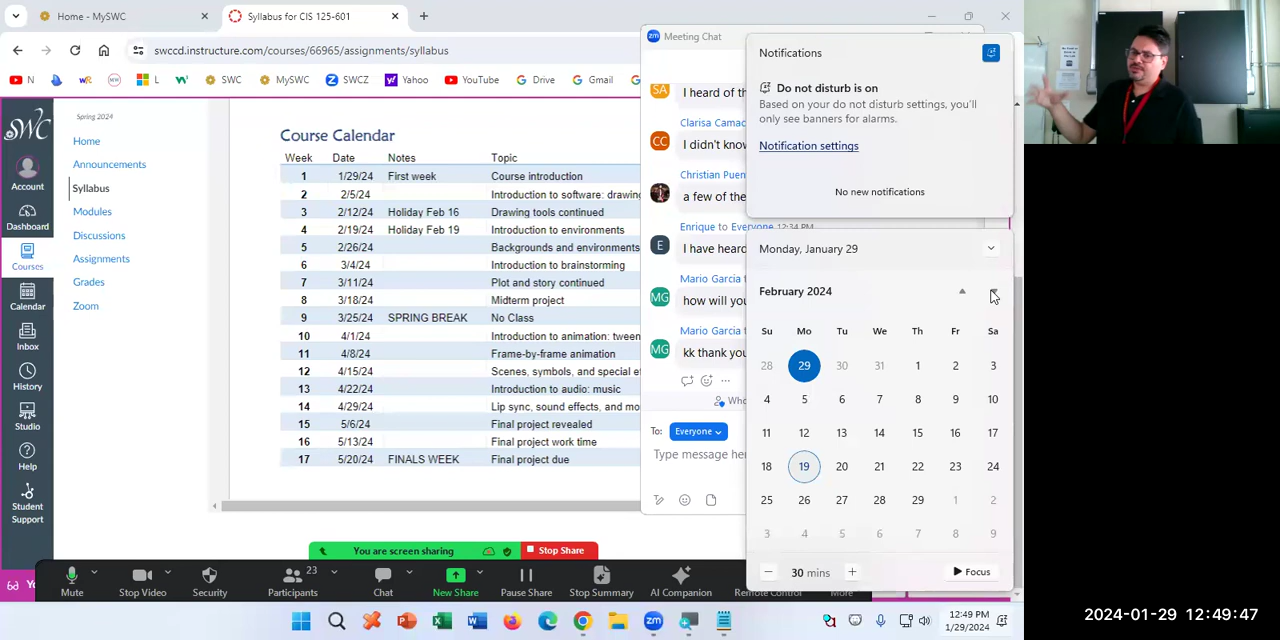 Home - MySWC
Syllabus for CIS 125-601
swccd.instructure.com/courses/66965/assignments/syllabus
N
wR
L
SWC
MySWC
SWCZ
Yahoo
YouTube
Drive
Gmail
SWC
Account
Dashboard
Courses
Calendar
Inbox
History
Studio
Help
Student
Support
Spring 2024
Home
Announcements
Syllabus
Modules
Discussions
Assignments
Grades
Zoom
Course Calendar
Week Date Notes Topic
1 1/29/24 First week Course introduction
2 2/5/24 Introduction to software: drawing
3 2/12/24 Holiday Feb 16 Drawing tools continued
4 2/19/24 Holiday Feb 19 Introduction to environments
5 2/26/24 Backgrounds and environments
6 3/4/24 Introduction to brainstorming
7 3/11/24 Plot and story continued
8 3/18/24 Midterm project
9 3/25/24 SPRING BREAK No Class
10 4/1/24 Introduction to animation: tween
11 4/8/24 Frame-by-frame animation
12 4/15/24 Scenes, symbols, and special ef
13 4/22/24 Introduction to audio: music
14 4/29/24 Lip sync, sound effects, and mo
15 5/6/24 Final project revealed
16 5/13/24 Final project work time
17 5/20/24 FINALS WEEK Final project due
zm Meeting Chat
SA I heard of th
Clarisa Camac
CC I didn't know
Christian Puen
a few of the
Enrique to Everyone 12:34 PM
E I have heard
Mario Garcia t
MG how will you
Mario Garcia t
MG kk thank you
Who
To: Everyone
Type message he
Notifications
Do not disturb is on
Based on your do not disturb settings, you'll
only see banners for alarms.
Notification settings
No new notifications
Monday, January 29
February 2024
Su Mo Tu We Th Fr Sa
28 29 30 31 1 2 3
4 5 6 7 8 9 10
11 12 13 14 15 16 17
18 19 20 21 22 23 24
25 26 27 28 29 1 2
3 4 5 6 7 8 9
30 mins
Focus
You are screen sharing
Stop Share
Mute
Stop Video
Security
Participants 23
Chat
New Share
Pause Share
Stop Summary
AI Companion
Remote Control
More
12:49 PM
1/29/2024
2024-01-29 12:49:47